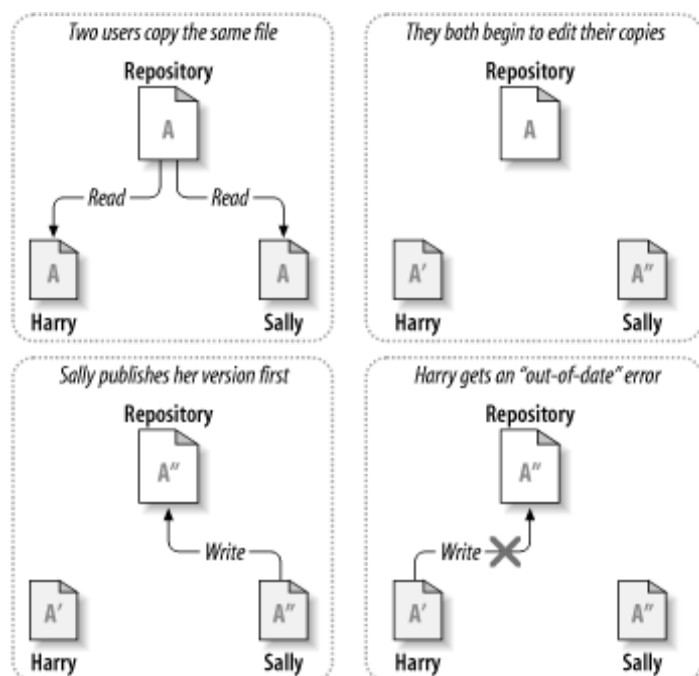 Two users copy the same file
Repository
A
Read
Read
A
A
Harry
Sally
They both begin to edit their copies
Repository
A
A'
A"
Harry
Sally
Sally publishes her version first
Repository
A"
Write
A'
A"
Harry
Sally
Harry gets an “out-of-date” error
Repository
A"
Write
A'
A"
Harry
Sally